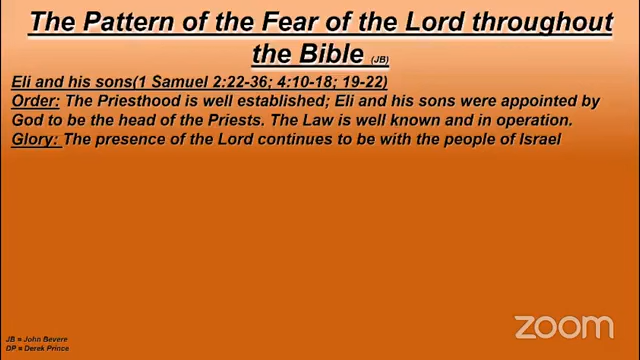 The Pattern of the Fear of the Lord throughout
the Bible (JB)
Eli and his sons(1 Samuel 2:22-36; 4:10-18; 19-22)
Order: The Priesthood is well established; Eli and his sons were appointed by
God to be the head of the Priests. The Law is well known and in operation.
Glory: The presence of the Lord continues to be with the people of Israel
zoom
JB = John Bevere
DP = Derek Prince